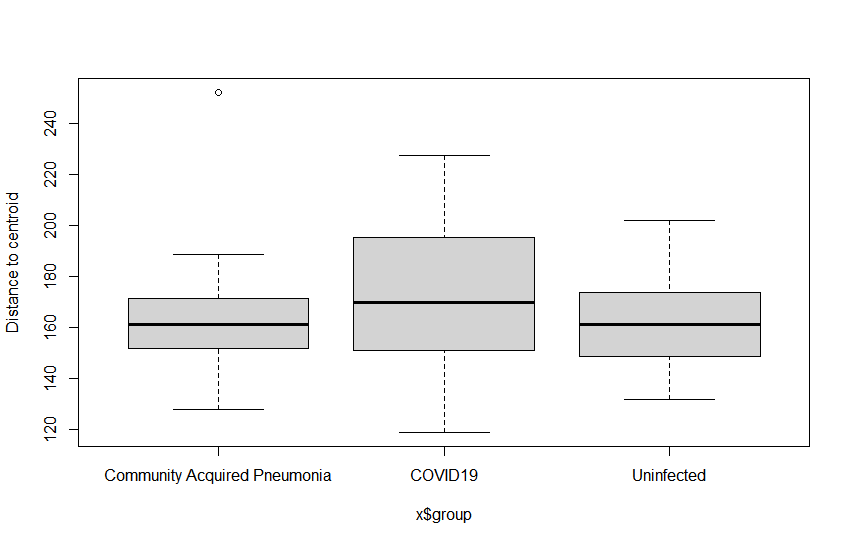 Distance to centroid
240
220
200
180
160
140
120
Community Acquired Pneumonia
COVID19
Uninfected
x$group